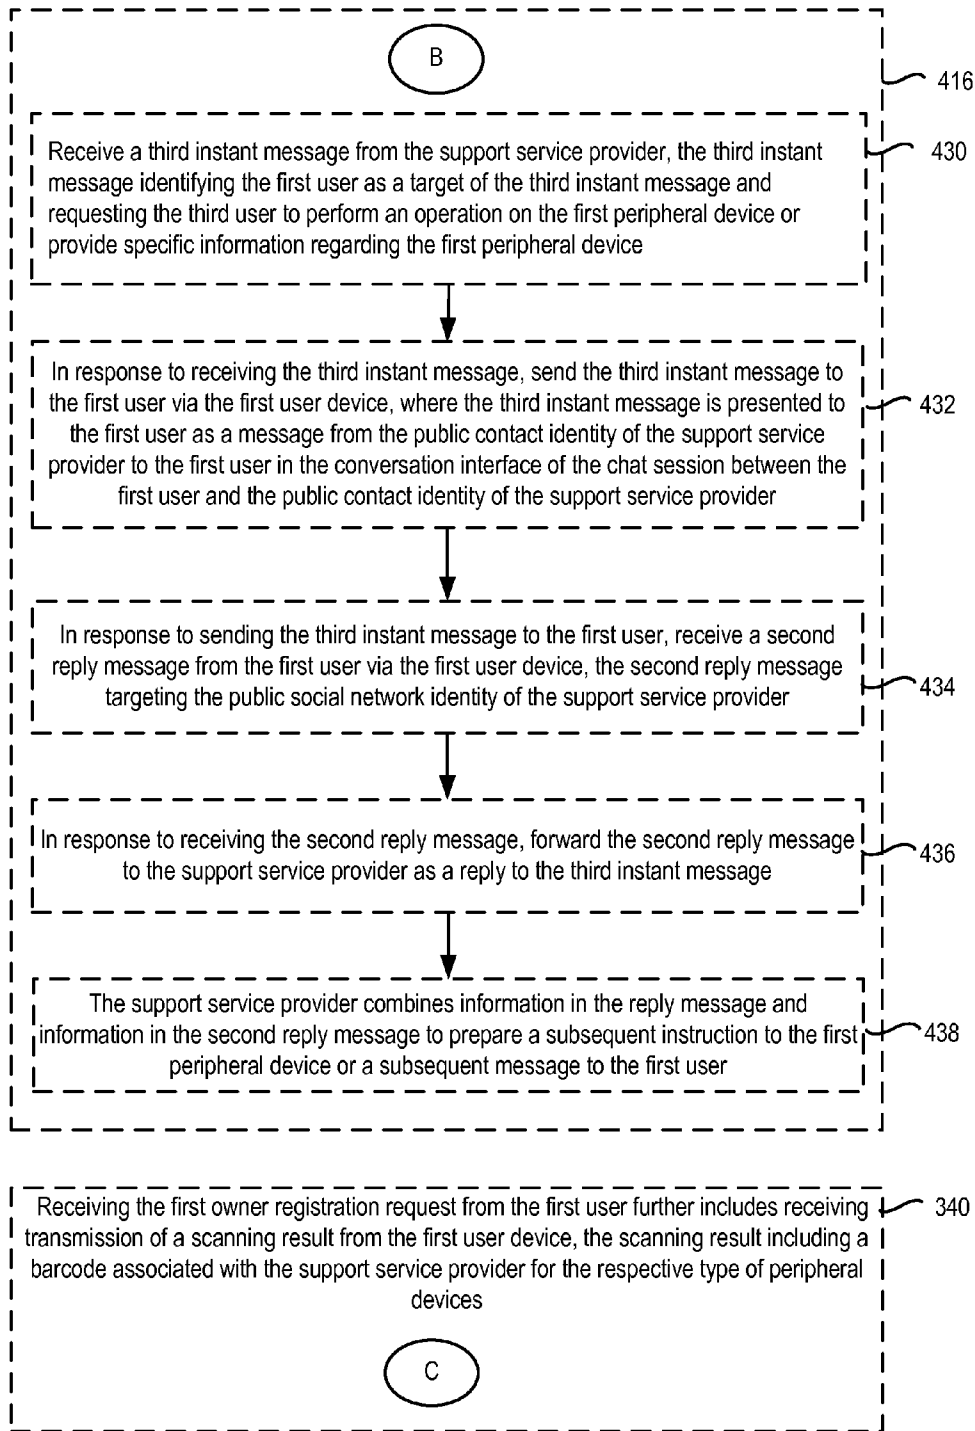 B
416
Receive a third instant message from the support service provider, the third instant
message identifying the first user as a target of the third instant message and
requesting the third user to perform an operation on the first peripheral device or
provide specific information regarding the first peripheral device
430
In response to receiving the third instant message, send the third instant message to
the first user via the first user device, where the third instant message is presented to
the first user as a message from the public contact identity of the support service
provider to the first user in the conversation interface of the chat session between the
first user and the public contact identity of the support service provider
432
In response to sending the third instant message to the first user, receive a second
reply message from the first user via the first user device, the second reply message
targeting the public social network identity of the support service provider
434
In response to receiving the second reply message, forward the second reply message
to the support service provider as a reply to the third instant message
436
The support service provider combines information in the reply message and
information in the second reply message to prepare a subsequent instruction to the first
peripheral device or a subsequent message to the first user
438
Receiving the first owner registration request from the first user further includes receiving
transmission of a scanning result from the first user device, the scanning result including a
barcode associated with the support service provider for the respective type of peripheral
devices
340
C